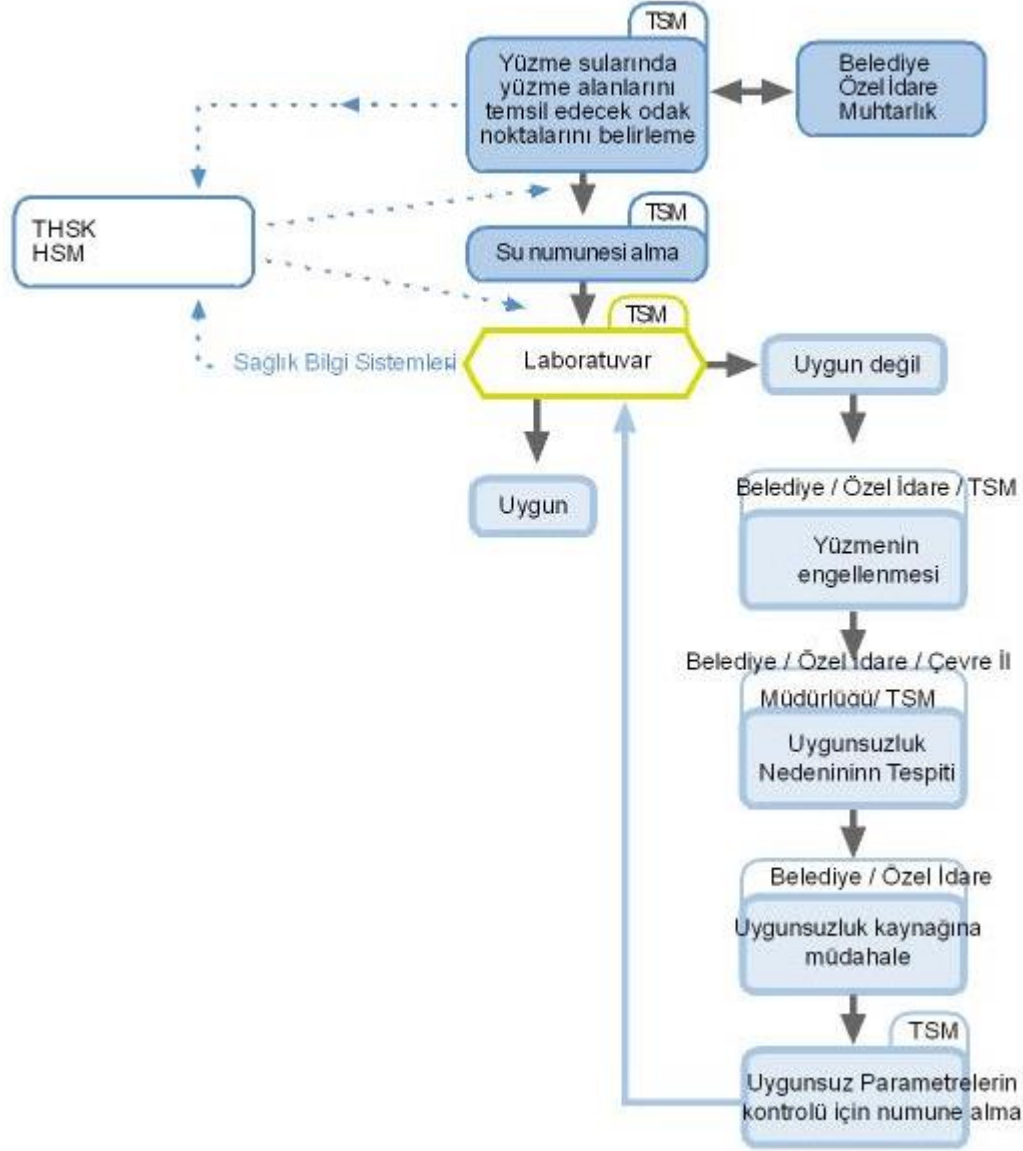 TSM
Yüzme sularında
yüzme alanlarını
temsil edecek odak
noktalarını belirleme
Belediye
Özel İdare
Muhtarlık
THSK
HSM
TSM
Su numunesi alma
TSM
Sağlık Bilgi Sistemleri
Laboratuvar
Uygun değil
Uygun
Belediye / Özel İdare / TSM
Yüzmenin
engellenmesi
Belediye / Özel İdare / Çevre İl
Müdürlüğü/ TSM
Uygunsuzluk
Nedenininn Tespiti
Belediye / Özel İdare
Uygunsuzluk kaynağına
müdahale
TSM
Uygunsuz Parametrelerin
kontrolü için numune alma